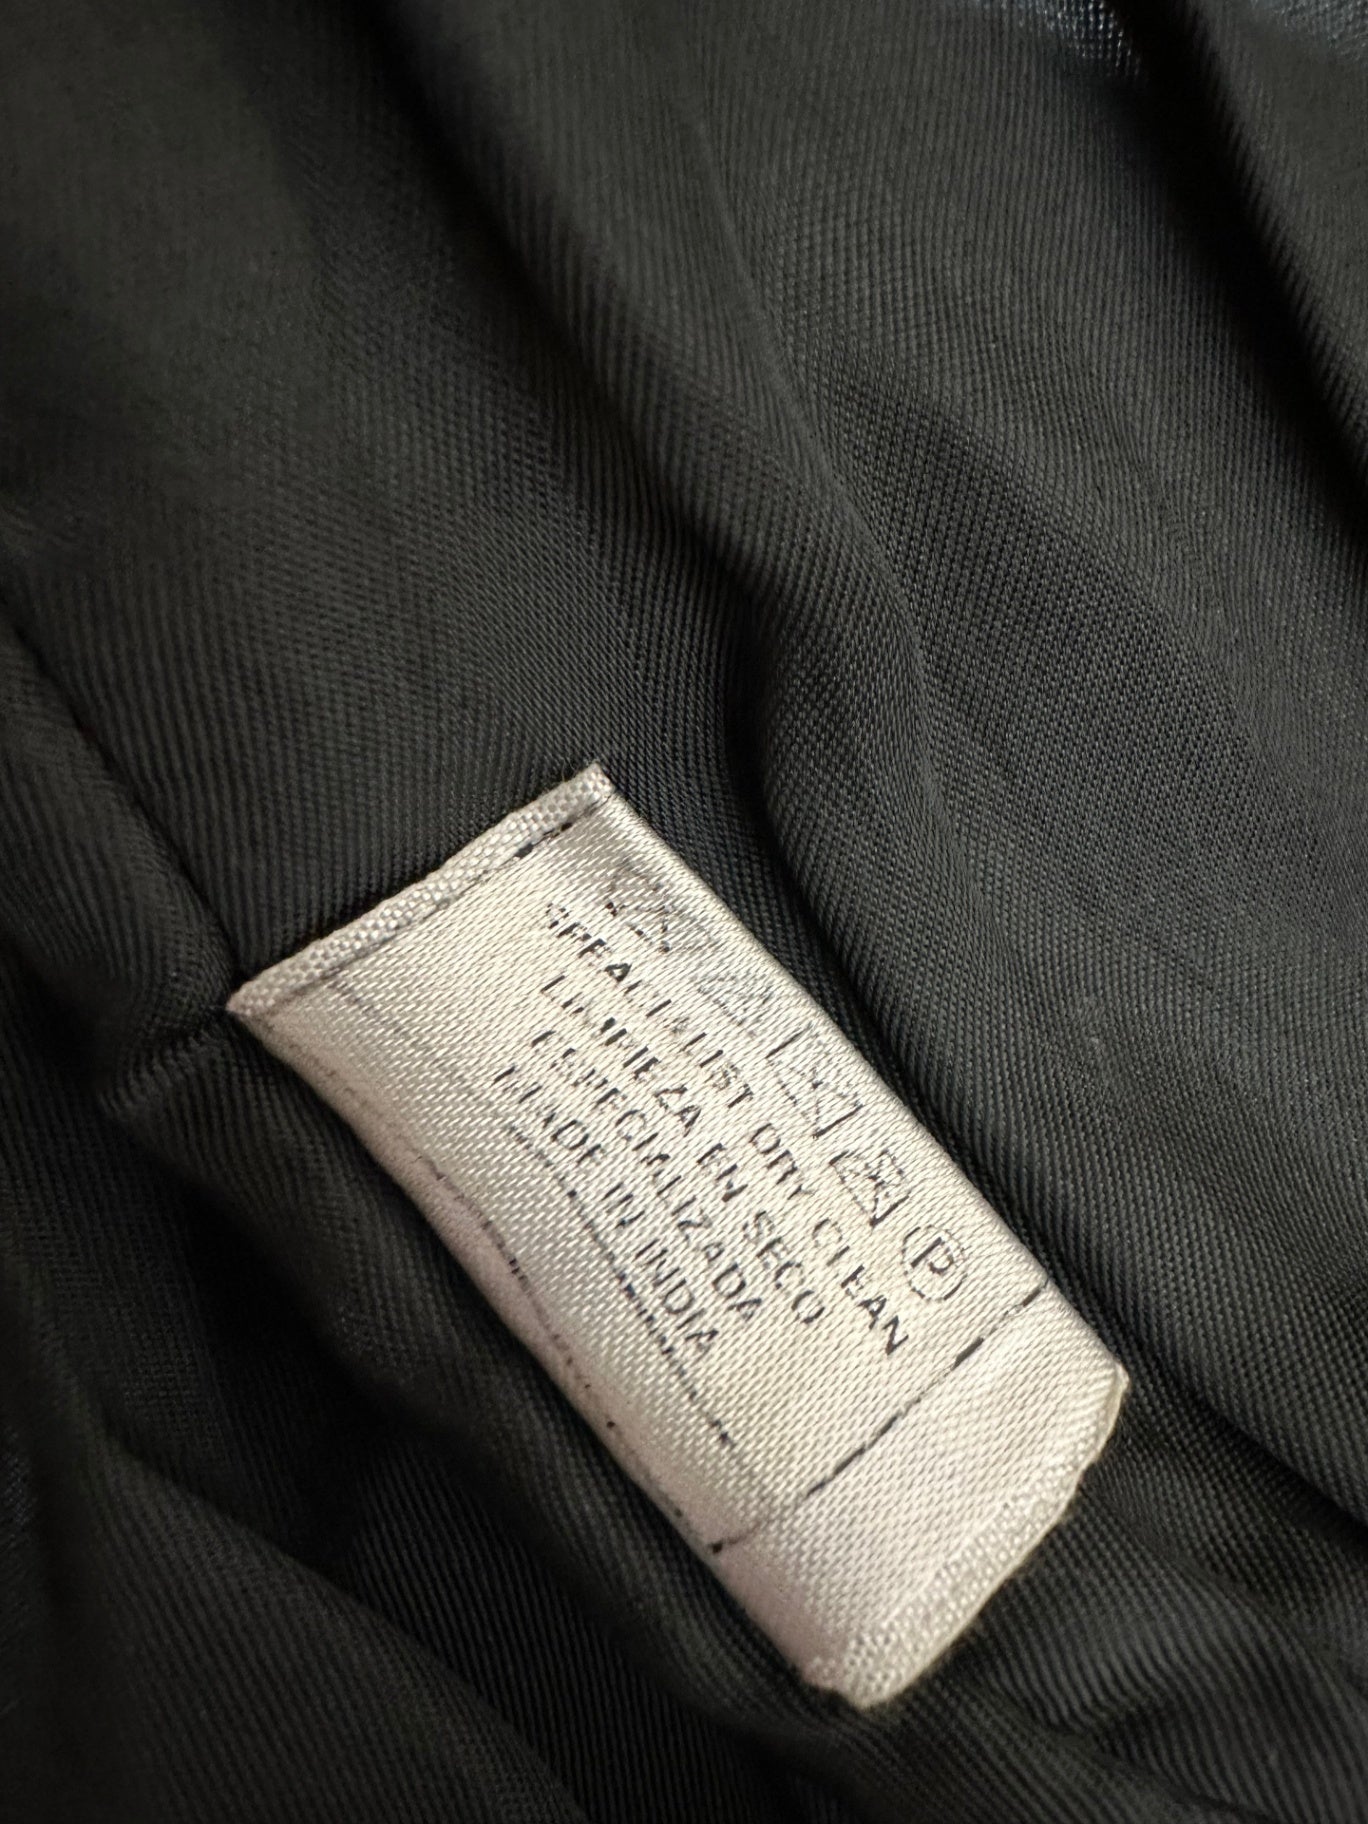 P
SPECIALIST DRY CLEAN
LIMPIEZA EN SECO
ESPECIALIZADA
MADE IN INDIA